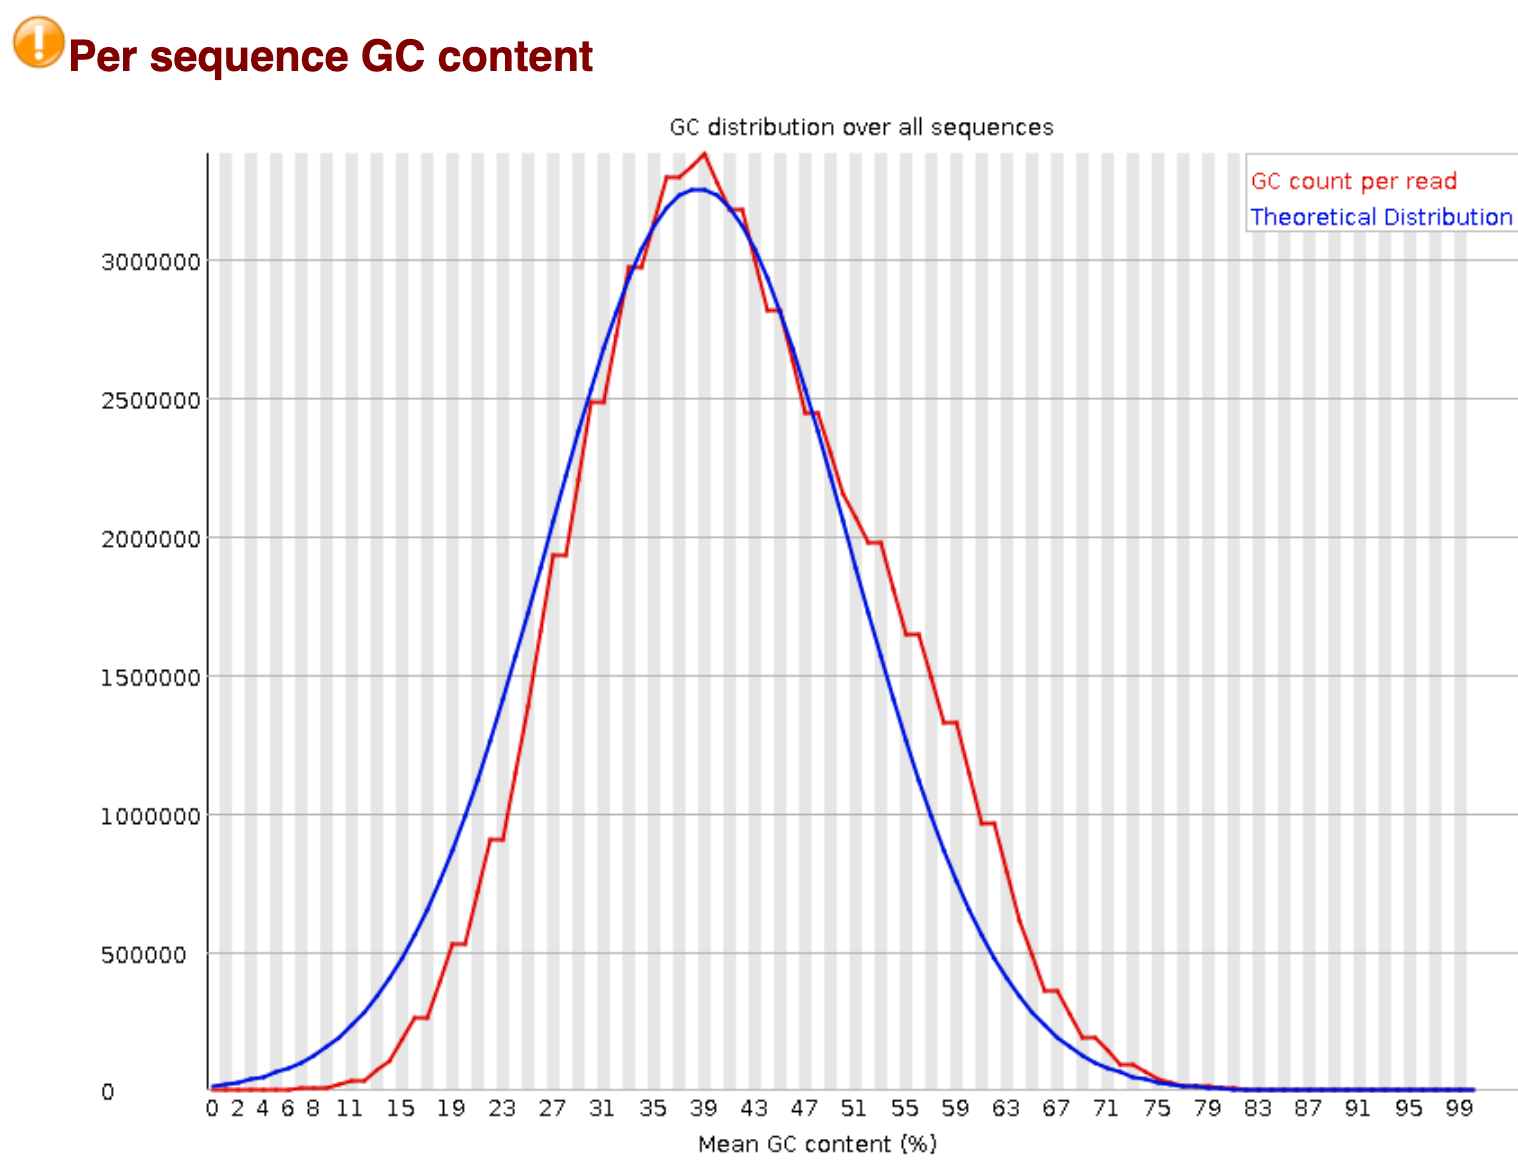 Per sequence GC content
GC distribution over all sequences
GC count per read
Theoretical Distribution
3000000
2500000
2000000
1500000
1000000
500000
0
0 2 4 6 8 11 15 19 23 27 31 35 39 43 47 51 55 59 63 67 71 75 79 83 87 91 95 99
Mean GC content (%)